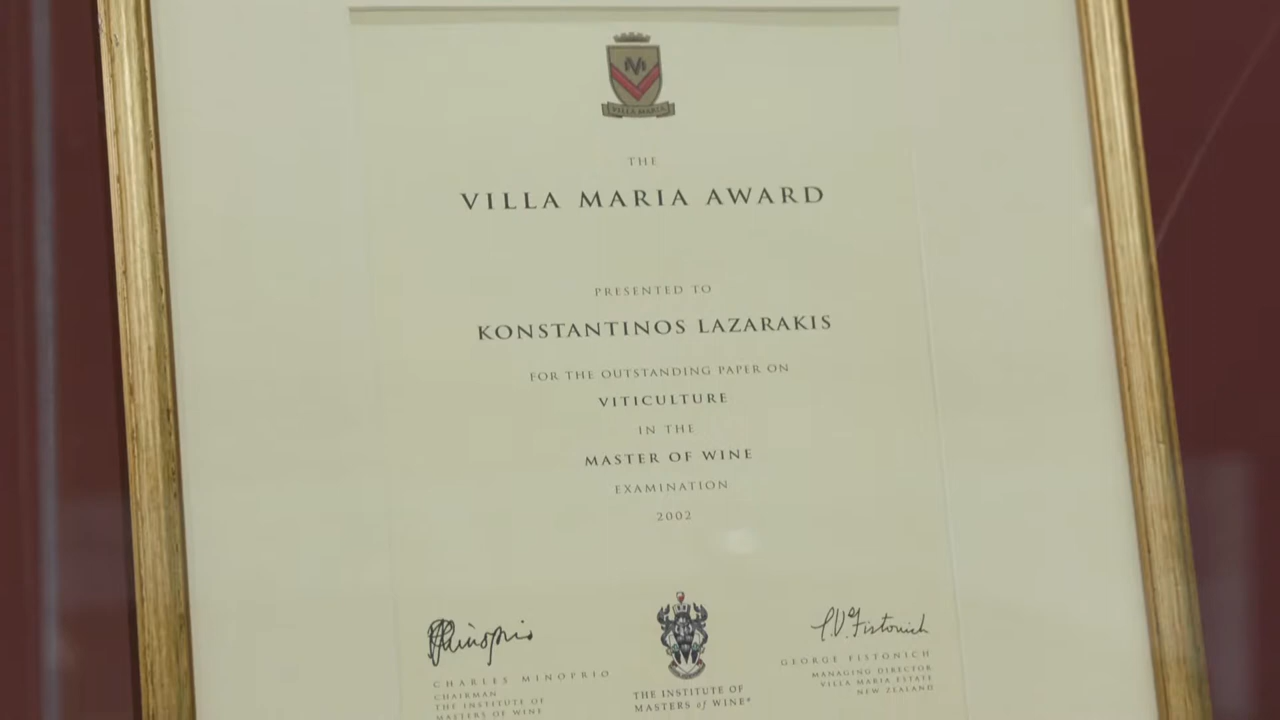 VILLA MARIA
THE
VILLA MARIA AWARD
PRESENTED TO
KONSTANTINOS LAZARAKIS
FOR THE OUTSTANDING PAPER ON
VITICULTURE
IN THE
MASTER OF WINE
EXAMINATION
2002
CHARLES MINOPRIO
CHAIRMAN
THE INSTITUTE OF
MASTERS OF WINE
THE INSTITUTE OF
MASTERS of WINE®
G.V. Fistonich
GEORGE FISTONICH
MANAGING DIRECTOR
VILLA MARIA ESTATE
NEW ZEALAND